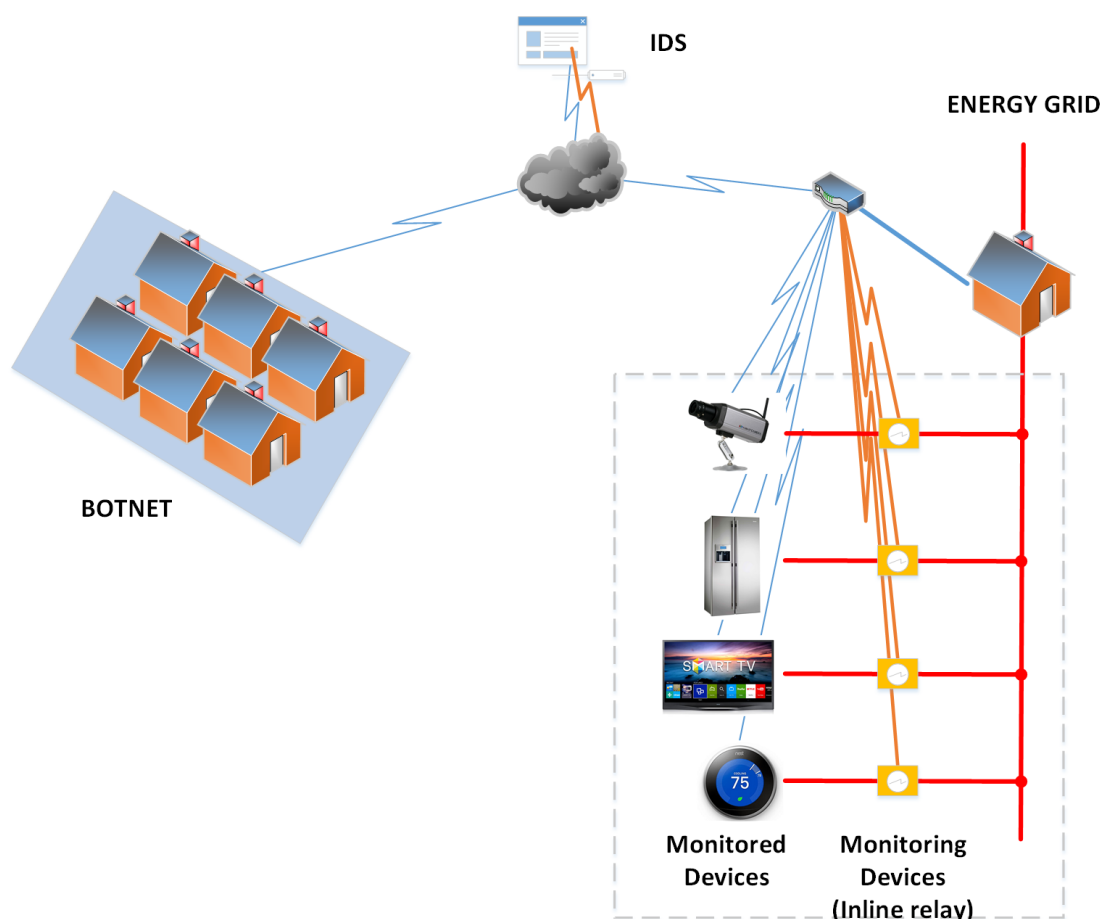 IDS
ENERGY GRID
BOTNET
SMART TV
75
Monitored
Devices
Monitoring
Devices
(Inline relay)